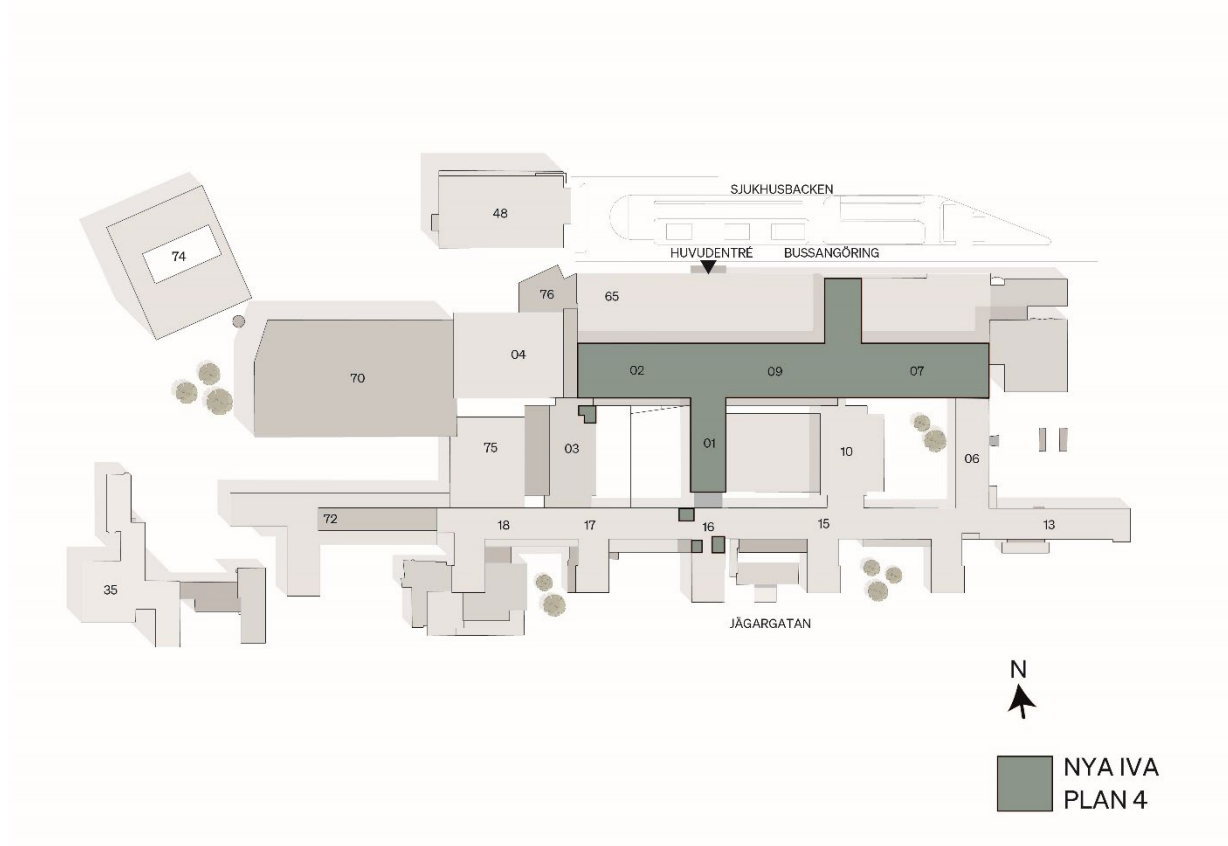 SJUKHUSBACKEN
48
HUVUDENTRÉ BUSSANGÖRING
74
76 65
04
70
02 09 07
75 03 01 10 06
72 18 17 16 15 13
35
JÄGARGATAN
N
NYA IVA
PLAN 4